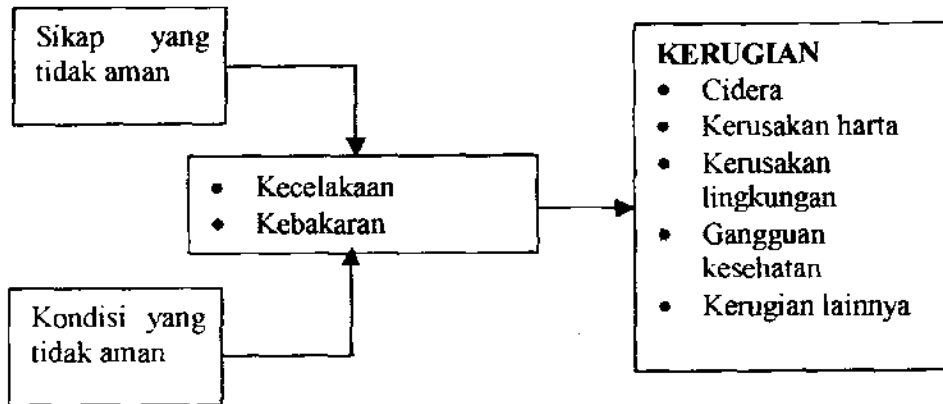 Sikap yang
tidak aman
• Kecelakaan
◆ Kebakaran
Kondisi yang
tidak aman
KERUGIAN
• Cidera
• Kerusakan harta
• Kerusakan
lingkungan
• Gangguan
kesehatan
• Kerugian lainnya